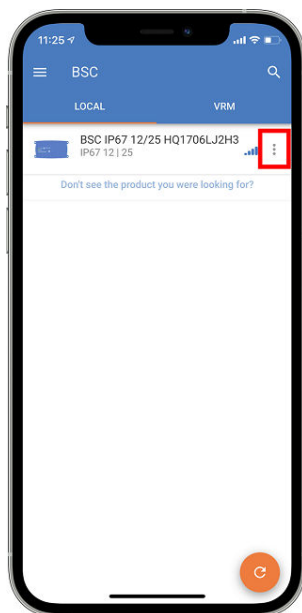 11:25
BSC
LOCAL VRM
BSC IP67 12/25 HQ1706LJ2H3
IP67 12 | 25
Don't see the product you were looking for?